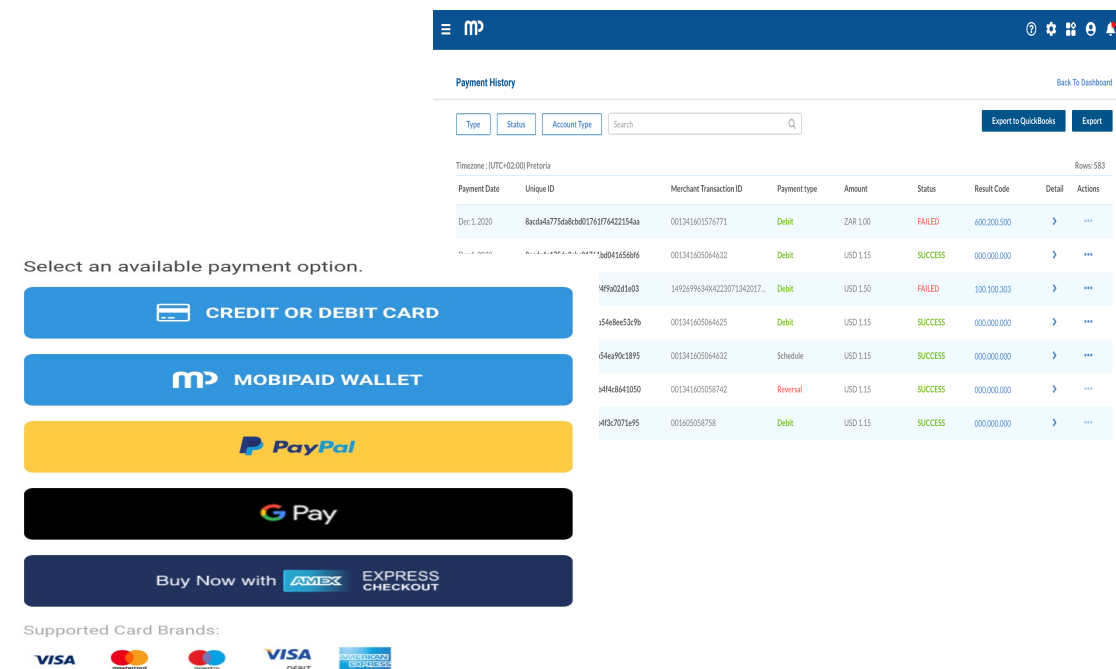 Payment History
Back To Dashboard
Type Status Account Type Search Export to QuickBooks Export
Timezone : (UTC+02:00) Pretoria Rows: 583
Payment Date Unique ID Merchant Transaction ID Payment type Amount Status Result Code Detail Actions
Dec 1, 2020 8acda4a775da8cbd01761f76422154aa 001341601576771 Debit ZAR 1.00 FAILED 600.200.500
001341605064632 Debit USD 1.15 SUCCESS 000.000.000
1492699634X4223071342017... Debit USD 1.50 FAILED 100.100.303
001341605064625 Debit USD 1.15 SUCCESS 000.000.000
001341605064632 Schedule USD 1.15 SUCCESS 000.000.000
001341605058742 Reversal USD 1.15 SUCCESS 000.000.000
001605058758 Debit USD 1.15 SUCCESS 000.000.000
Select an available payment option.
CREDIT OR DEBIT CARD
MOBIPAID WALLET
PayPal
G Pay
Buy Now with AMEX EXPRESS CHECKOUT
Supported Card Brands:
VISA mastercard maestro VISA DEBIT AMERICAN EXPRESS